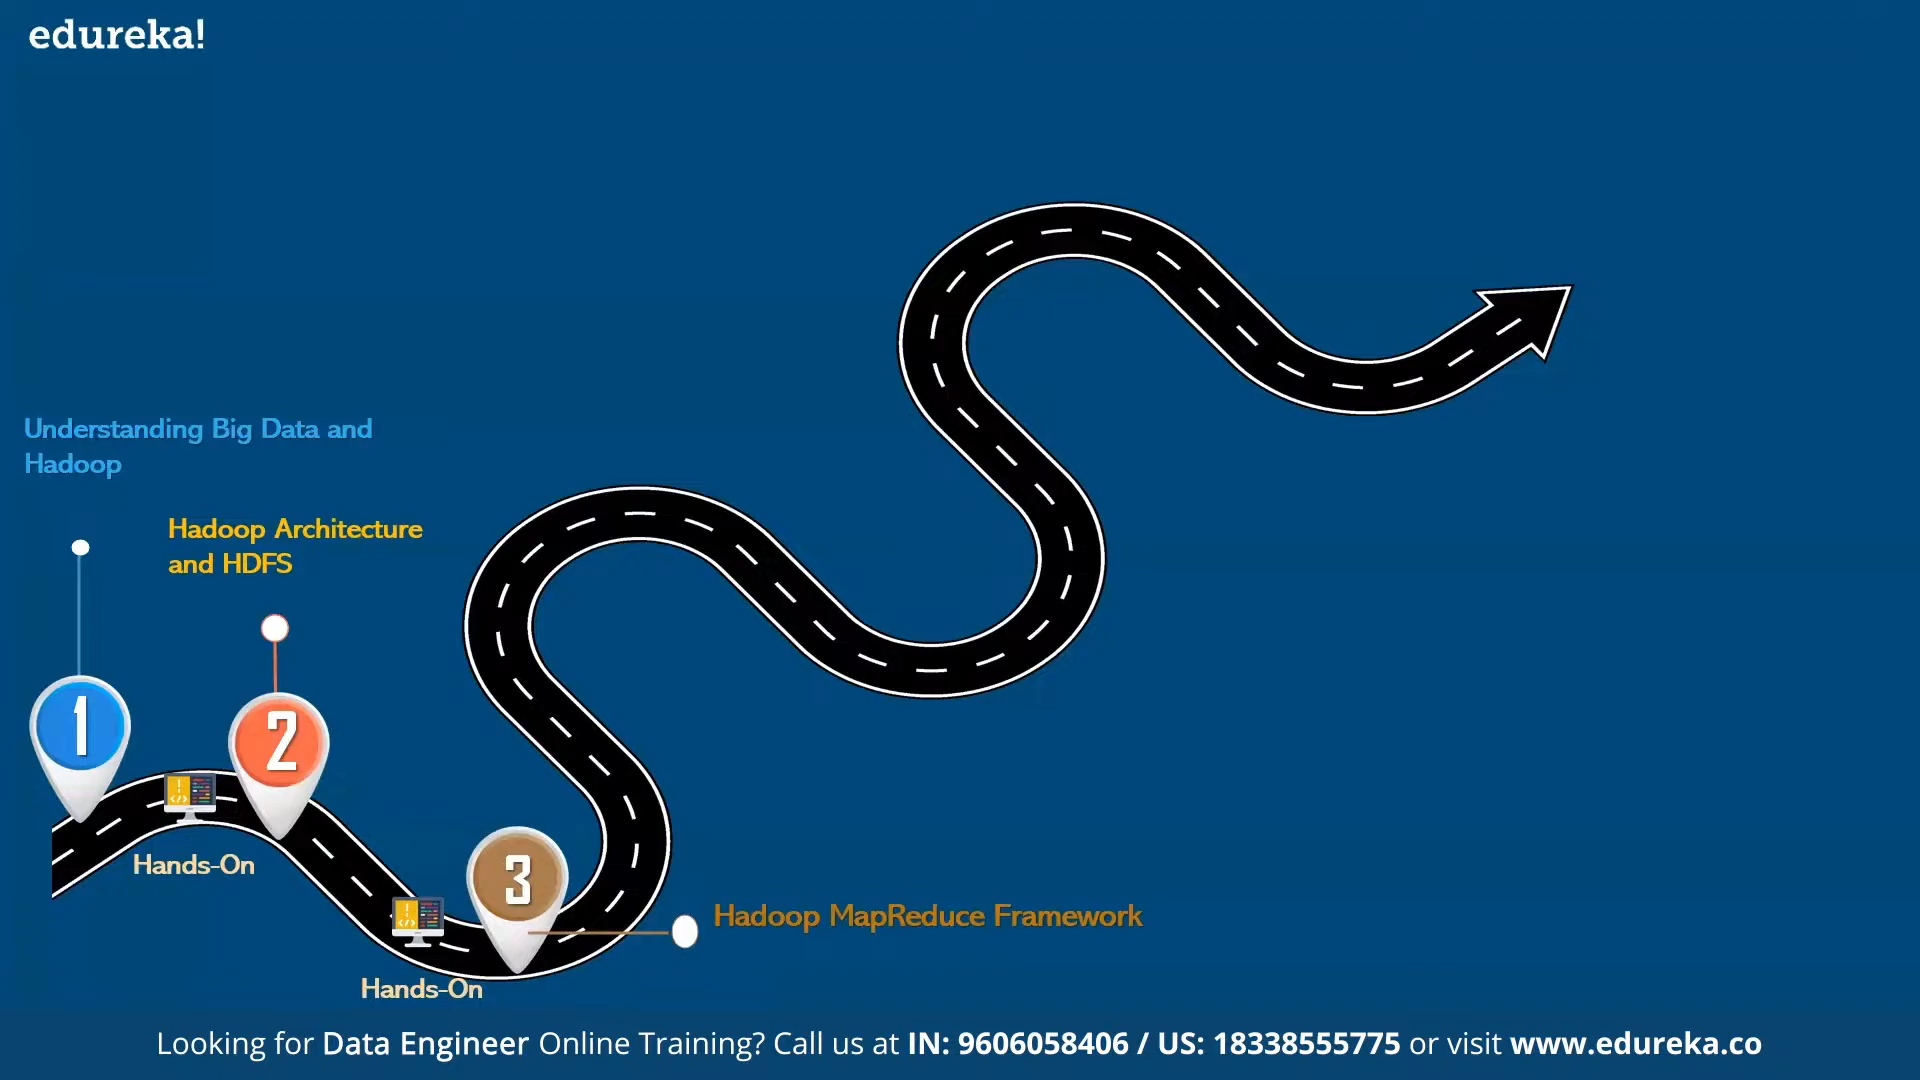 edureka!
Understanding Big Data and
Hadoop
Hadoop Architecture
and HDFS
1
2
Hands-On
3
Hadoop MapReduce Framework
Hands-On
Looking for Data Engineer Online Training? Call us at IN: 9606058406 / US: 18338555775 or visit www.edureka.co